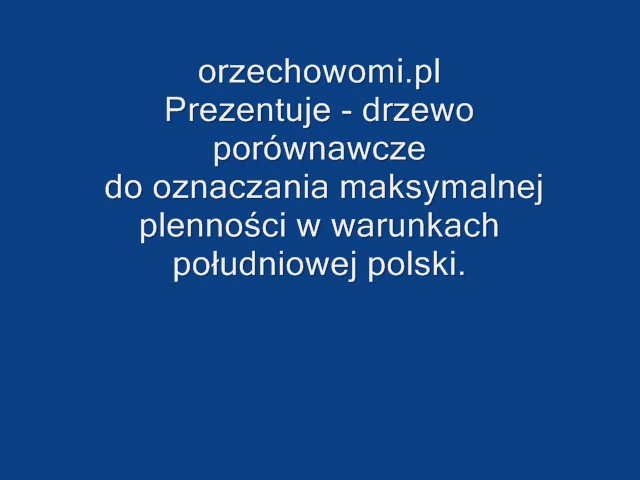 orzechowomi.pl
Prezentuje - drzewo
porównawcze
do oznaczania maksymalnej
plenności w warunkach
południowej polski.